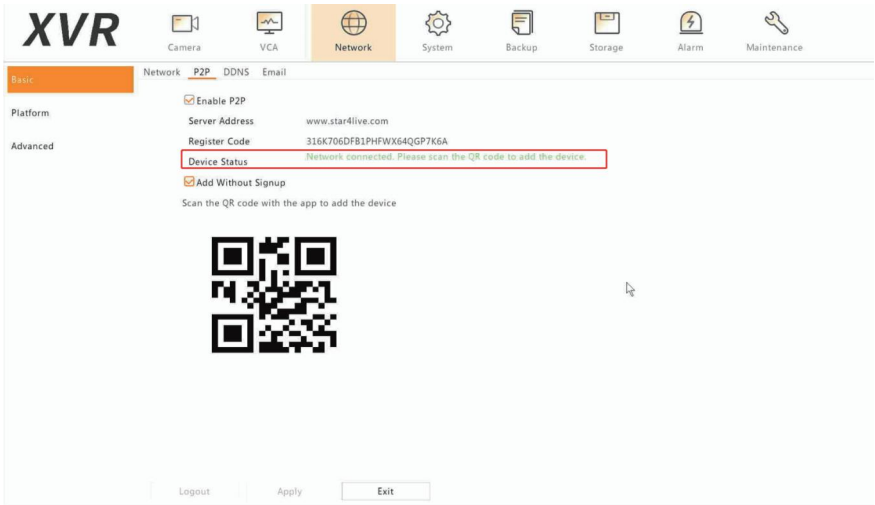 XVR
Camera VCA Network System Backup Storage Alarm Maintenance
Basic
Platform
Advanced
Network P2P DDNS Email
Enable P2P
Server Address www.star4live.com
Register Code 316K706DFB1PHFWX64QGP7K6A
Device Status Network connected. Please scan the QR code to add the device.
Add Without Signup
Scan the QR code with the app to add the device
Logout Apply Exit